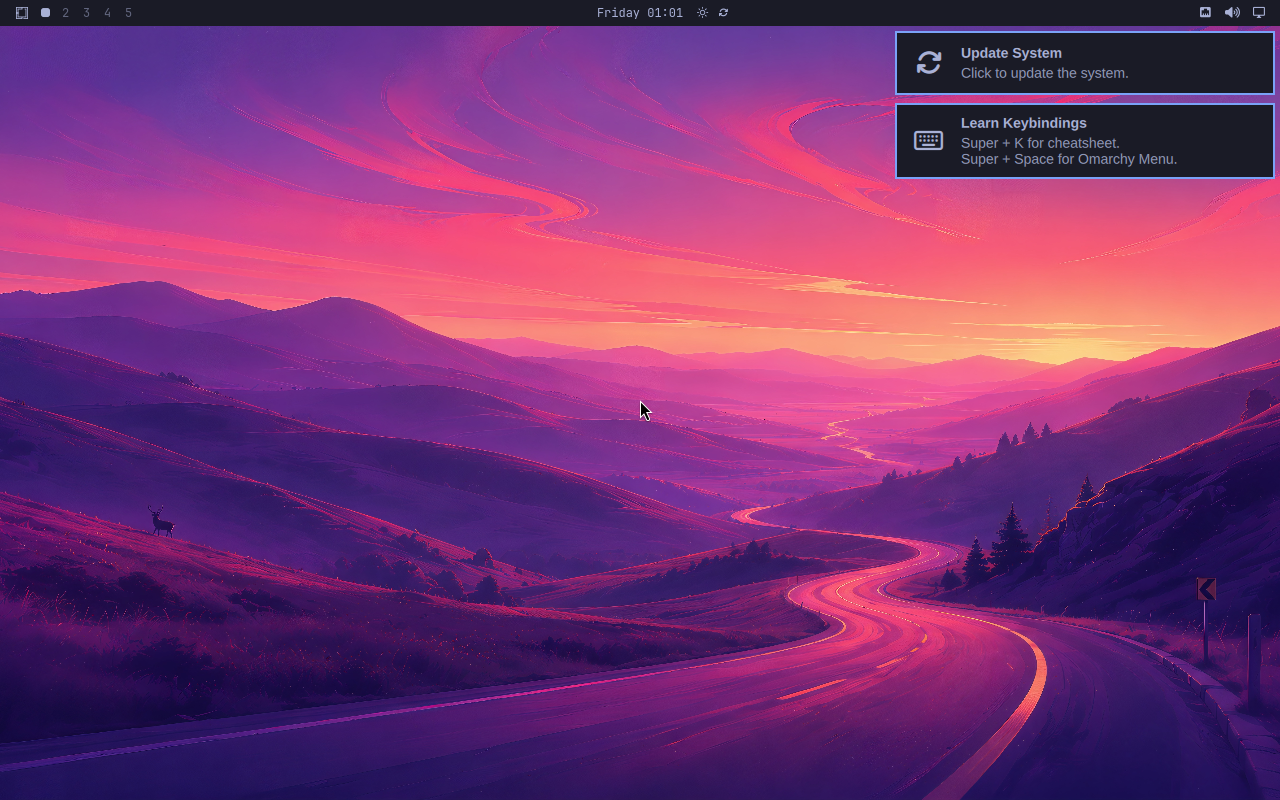 2 3 4 5
Friday 01:01
Update System
Click to update the system.
Learn Keybindings
Super + K for cheatsheet.
Super + Space for Omarchy Menu.